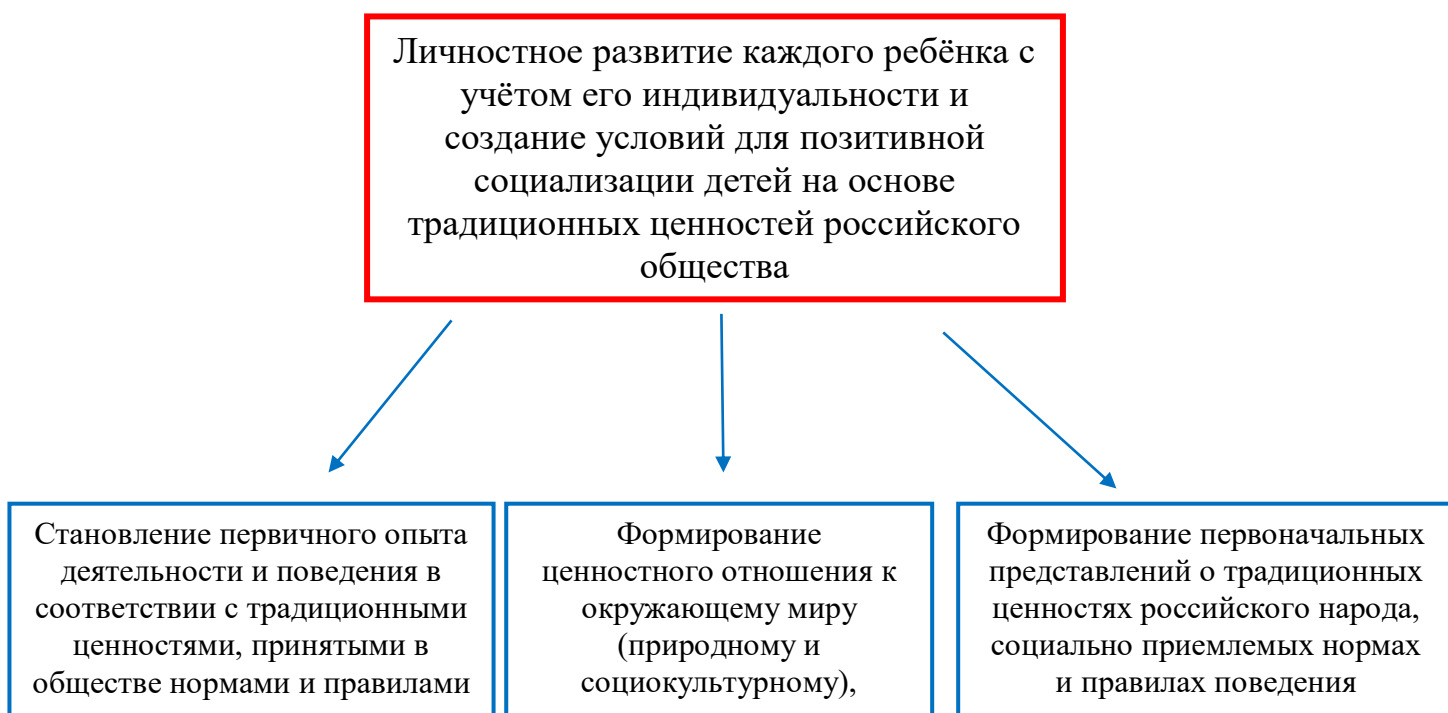 Личностное развитие каждого ребёнка с
учётом его индивидуальности и
создание условий для позитивной
социализации детей на основе
традиционных ценностей российского
общества
Становление первичного опыта
деятельности и поведения в
соответствии с традиционными
ценностями, принятыми в
обществе нормами и правилами
Формирование
ценностного отношения к
окружающему миру
(природному и
социокультурному),
Формирование первоначальных
представлений о традиционных
ценностях российского народа,
социально приемлемых нормах
и правилах поведения